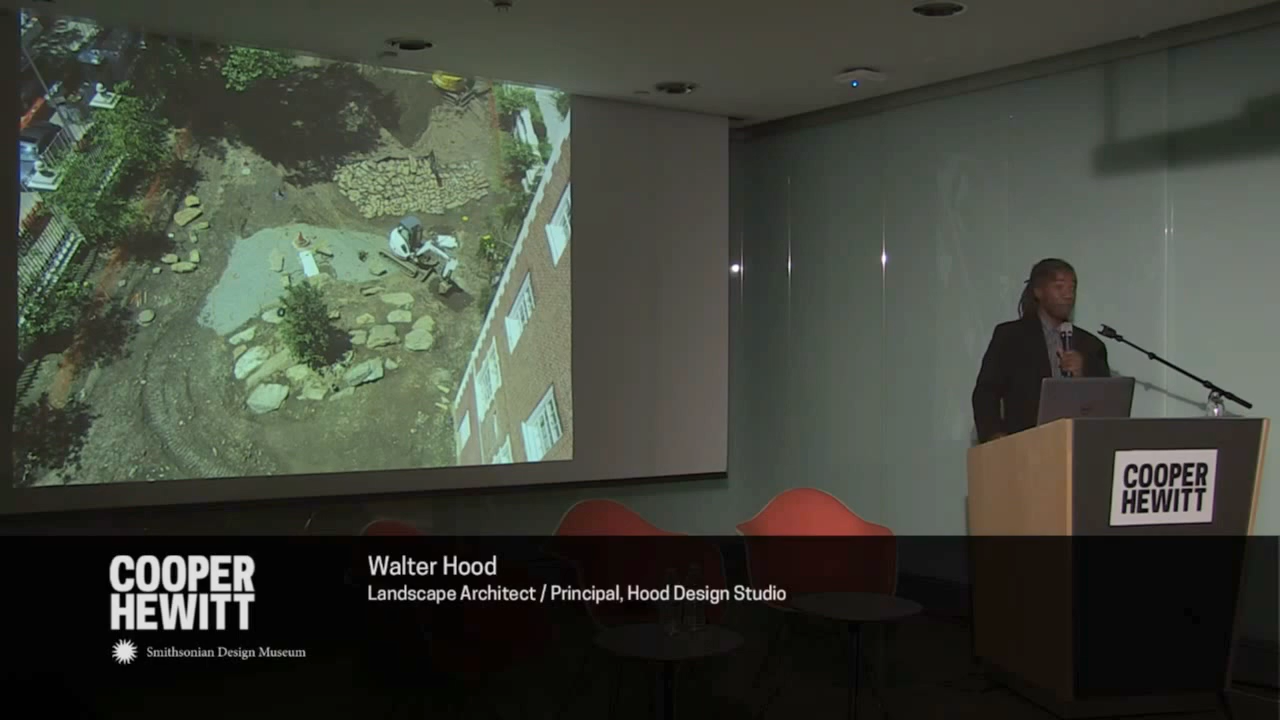 COOPER
HEWITT
Walter Hood
Landscape Architect / Principal, Hood Design Studio
COOPER
HEWITT
Smithsonian Design Museum